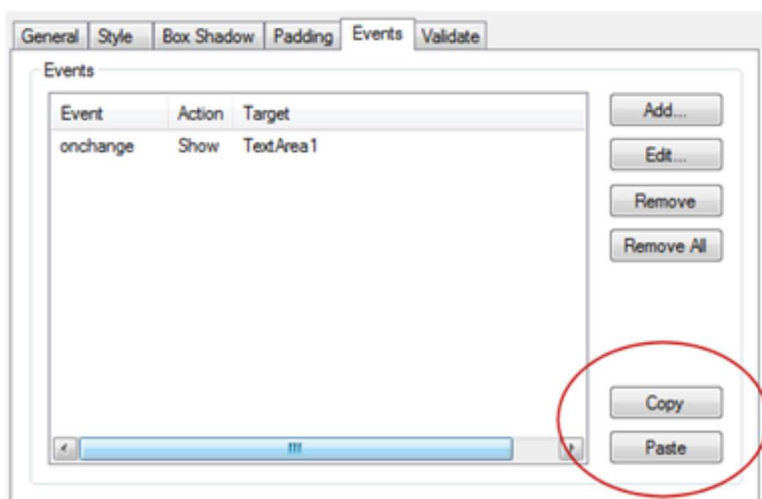 General Style Box Shadow Padding Events Validate
Events
Event Action Target
onchange Show TextArea1
Add...
Edit...
Remove
Remove All
Copy
Paste